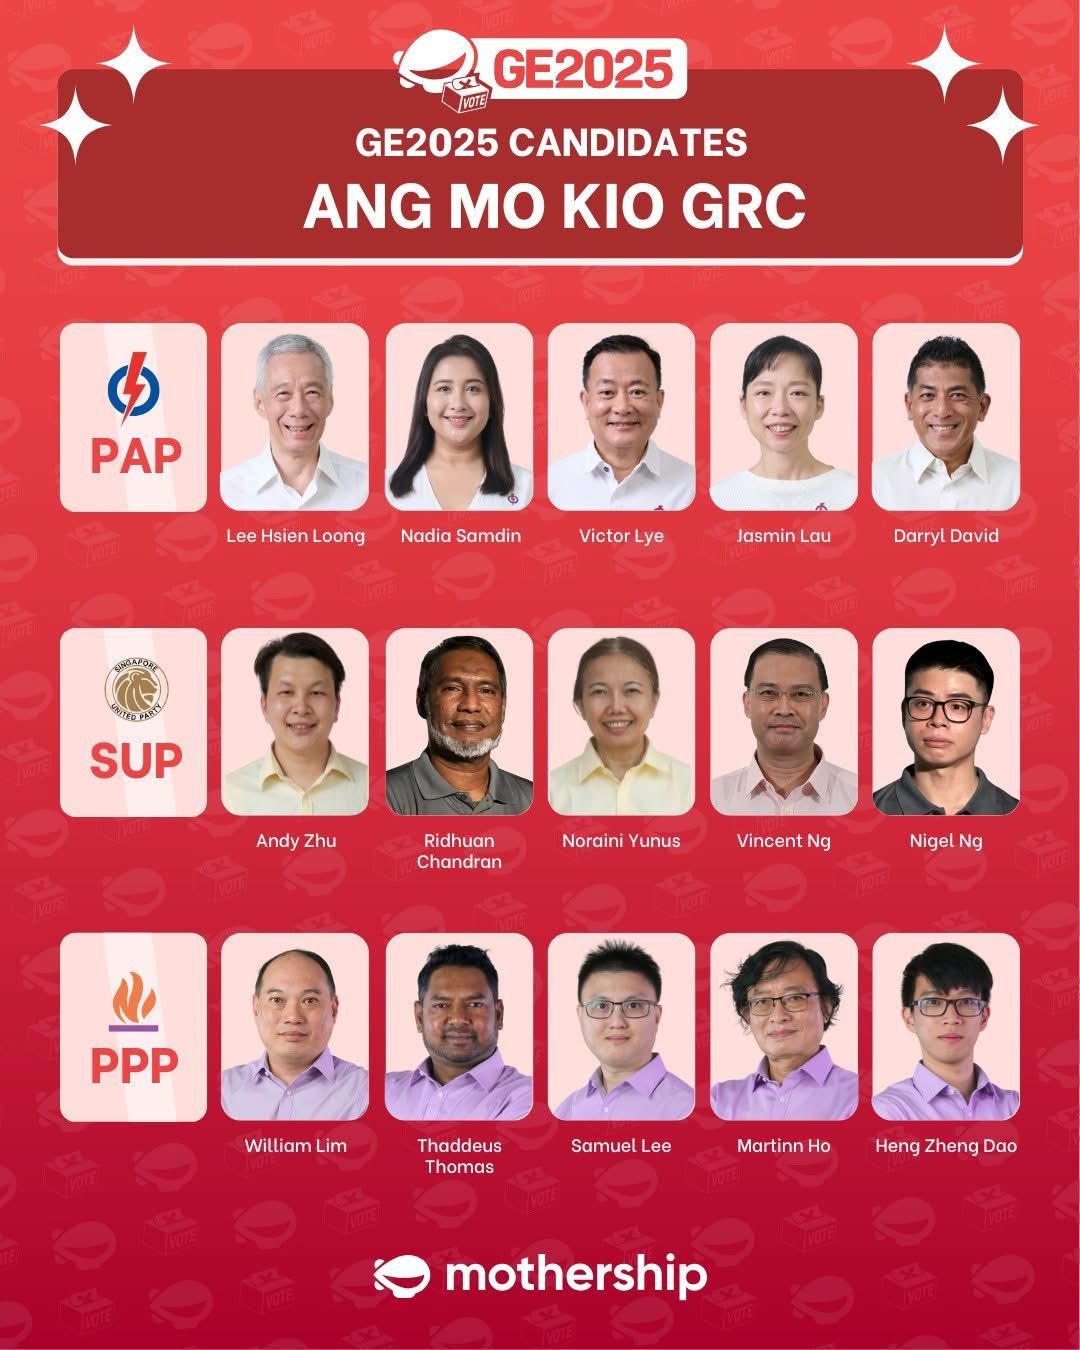 GE2025
VOTE
GE2025 CANDIDATES
ANG MO KIO GRC
PAP
Lee Hsien Loong
Nadia Samdin
Victor Lye
Jasmin Lau
Darryl David
SINGAPORE
UNITED PARTY
SUP
Andy Zhu
Ridhuan
Chandran
Noraini Yunus
Vincent Ng
Nigel Ng
PPP
William Lim
Thaddeus
Thomas
Samuel Lee
Martinn Ho
Heng Zheng Dao
mothership